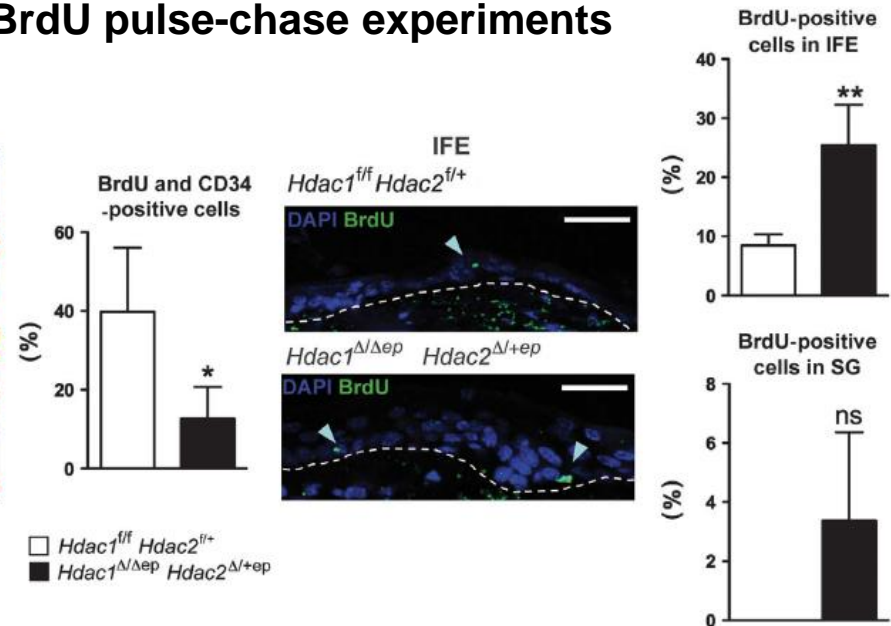 BrdU pulse-chase experiments
BrdU and CD34
-positive cells
(%)
60
40
20
0
*
Hdac1f/f Hdac2f/+
Hdac1Δ/Δep Hdac2Δ/+ep
IFE
Hdac1f/f Hdac2f/+
DAPI BrdU
Hdac1Δ/Δep Hdac2Δ/+ep
DAPI BrdU
BrdU-positive
cells in IFE
(%)
40
30
20
10
0
**
BrdU-positive
cells in SG
(%)
8
6
4
2
0
ns